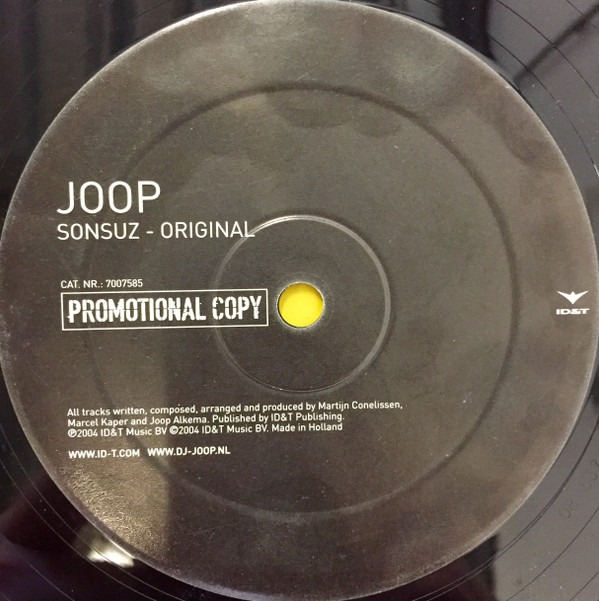 JOOP
SONSUZ - ORIGINAL
CAT. NR.: 7007585
PROMOTIONAL COPY
ID&T
All tracks written, composed, arranged and produced by Martijn Conelissen,
Marcel Kaper and Joop Alkema. Published by ID&T Publishing.
℗2004 ID&T Music BV ©2004 ID&T Music BV. Made in Holland
WWW.ID-T.COM WWW.DJ-JOOP.NL